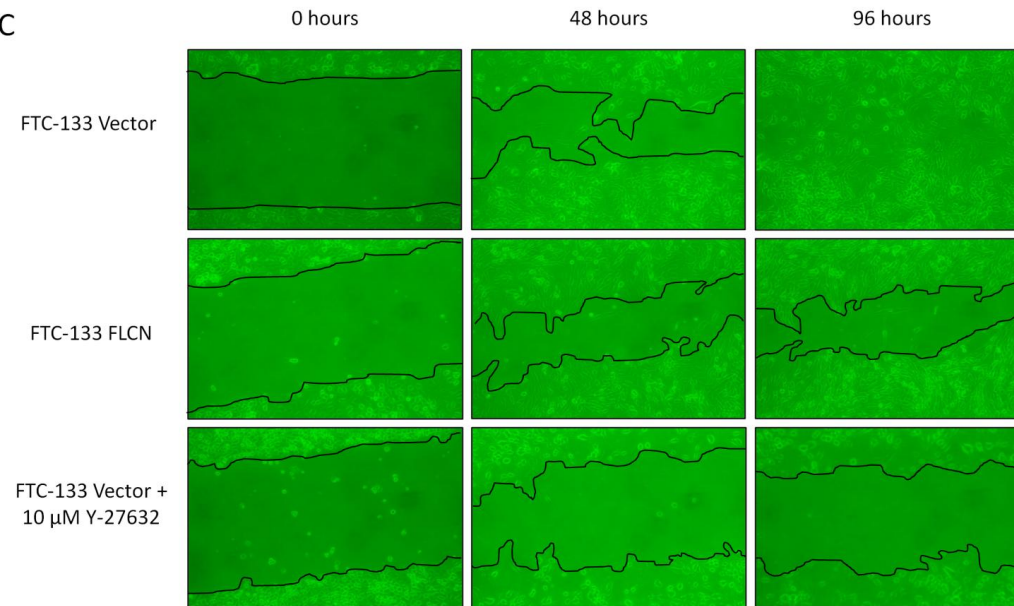 C
0 hours 48 hours 96 hours
FTC-133 Vector
FTC-133 FLCN
FTC-133 Vector +
10 µM Y-27632